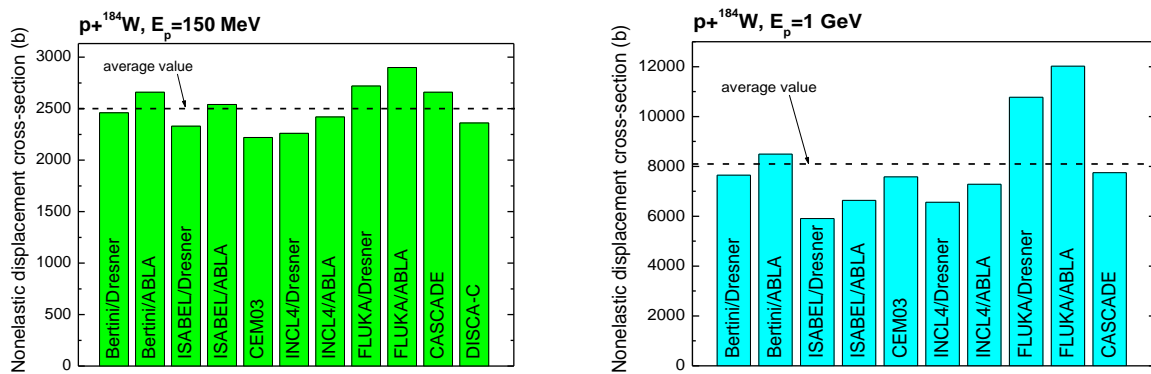 p+184W, Ep=150 MeV
Nonelastic displacement cross-section (b)
3000
2500
2000
1500
1000
500
0
average value
Bertini/Dresner
Bertini/ABLA
ISABEL/Dresner
ISABEL/ABLA
CEM03
INCL4/Dresner
INCL4/ABLA
FLUKA/Dresner
FLUKA/ABLA
CASCADE
DISCA-C
p+184W, Ep=1 GeV
Nonelastic displacement cross-section (b)
12000
10000
8000
6000
4000
2000
0
average value
Bertini/Dresner
Bertini/ABLA
ISABEL/Dresner
ISABEL/ABLA
CEM03
INCL4/Dresner
INCL4/ABLA
FLUKA/Dresner
FLUKA/ABLA
CASCADE